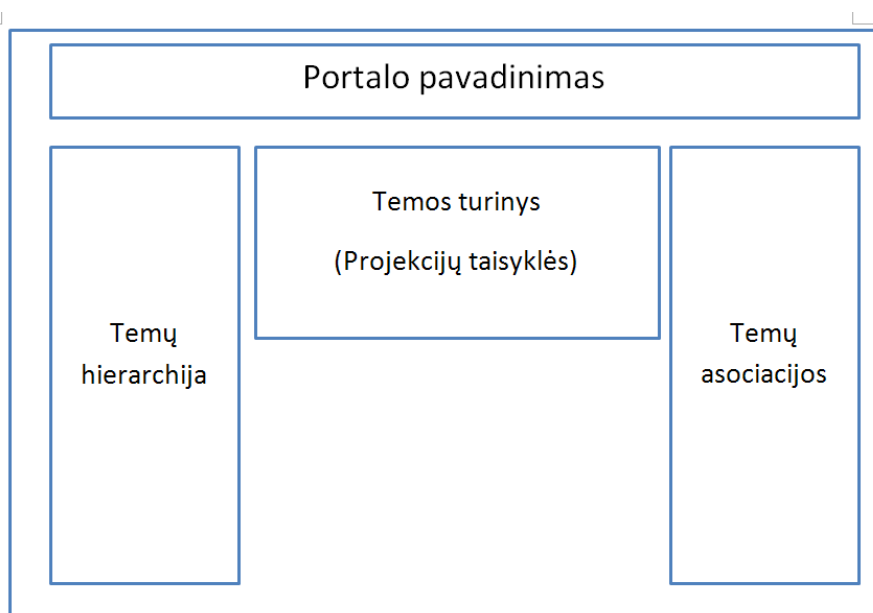 Portalo pavadinimas
Temos turinys
(Projekcijų taisyklės)
Temų
hierarchija
Temų
asociacijos